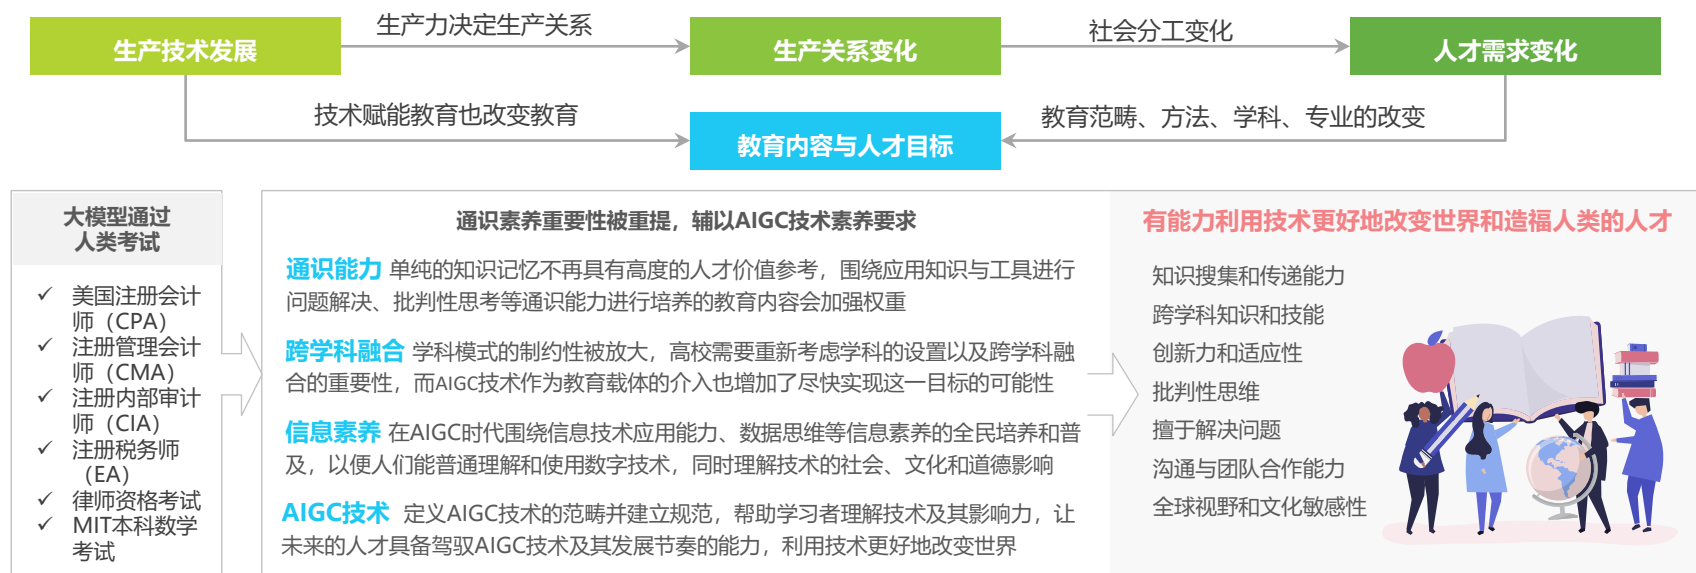 生产力决定生产关系
社会分工变化
生产技术发展
生产关系变化
人才需求变化
技术赋能教育也改变教育
教育范畴、方法、学科、专业的改变
教育内容与人才目标
大模型通过
人类考试
✓ 美国注册会计
师（CPA）
✓ 注册管理会计
师（CMA）
✓ 注册内部审计
师（CIA）
✓ 注册税务师
（EA）
✓ 律师资格考试
✓ MIT本科数学
考试
通识素养重要性被重提，辅以AIGC技术素养要求
通识能力 单纯的知识记忆不再具有高度的人才价值参考，围绕应用知识与工具进行
问题解决、批判性思考等通识能力进行培养的教育内容会加强权重
跨学科融合 学科模式的制约性被放大，高校需要重新考虑学科的设置以及跨学科融
合的重要性，而AIGC技术作为教育载体的介入也增加了尽快实现这一目标的可能性
信息素养 在AIGC时代围绕信息技术应用能力、数据思维等信息素养的全民培养和普
及，以便人们能普通理解和使用数字技术，同时理解技术的社会、文化和道德影响
AIGC技术 定义AIGC技术的范畴并建立规范，帮助学习者理解技术及其影响力，让
未来的人才具备驾驭AIGC技术及其发展节奏的能力，利用技术更好地改变世界
有能力利用技术更好地改变世界和造福人类的人才
知识搜集和传递能力
跨学科知识和技能
创新力和适应性
批判性思维
擅于解决问题
沟通与团队合作能力
全球视野和文化敏感性